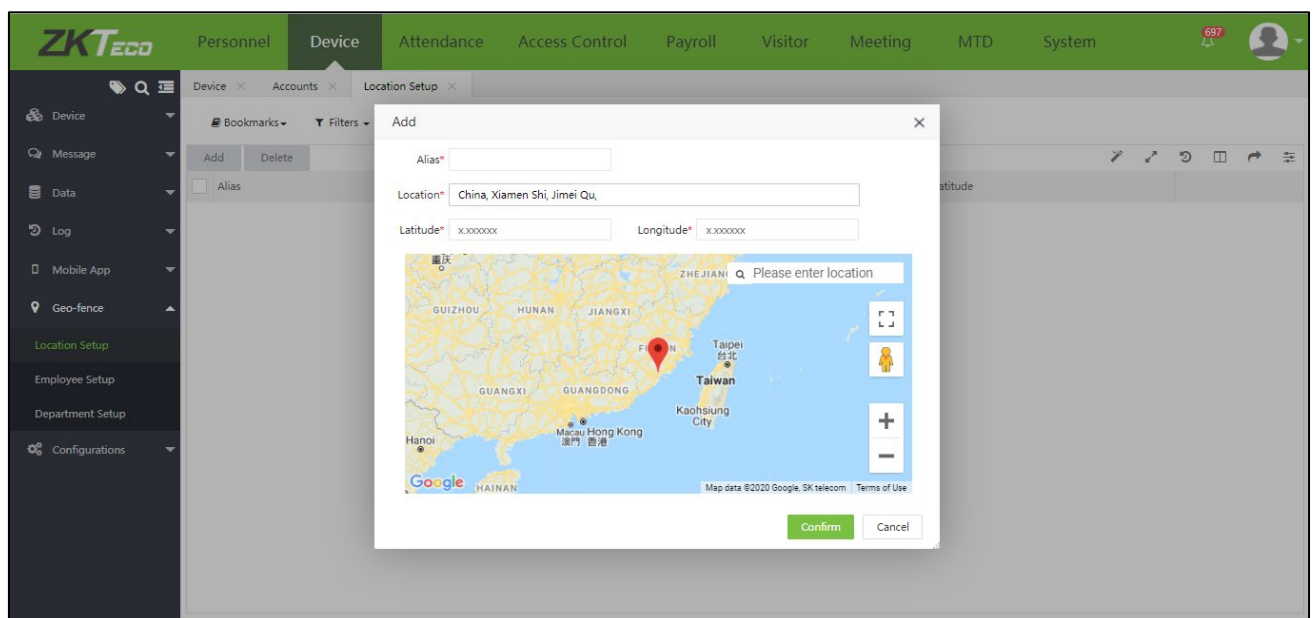 ZKTeco
Personnel Device Attendance Access Control Payroll Visitor Meeting MTD System 697
Device Accounts Location Setup
Device
Message
Data
Log
Mobile App
Geo-fence
Location Setup
Employee Setup
Department Setup
Configurations
Bookmarks Filters
Add Delete
Alias
atitude
Add
Alias*
Location* China, Xiamen Shi, Jimei Qu,
Latitude* x.xxxxxx Longitude* x.xxxxxx
Please enter location
重庆
ZHEJIAN
GUIZHOU HUNAN JIANGXI
Taipei
台北
Taiwan
GUANGXI GUANGDONG
Kaohsiung
City
Macau Hong Kong
澳門 香港
Hanoi
Google HAINAN
Map data ©2020 Google, SK telecom Terms of Use
Confirm Cancel